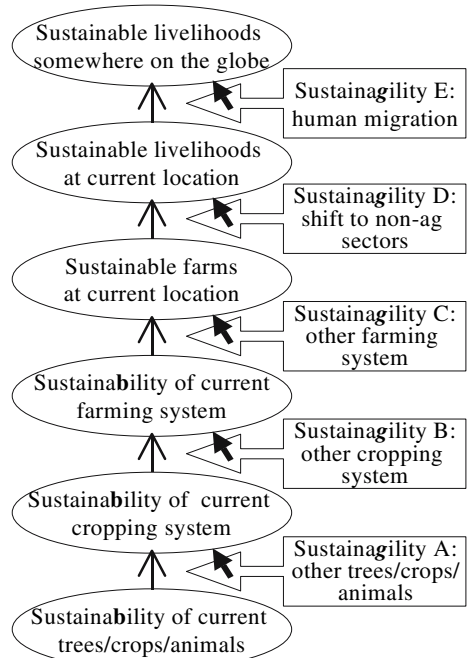 Sustainable livelihoods
somewhere on the globe
Sustainagility E:
human migration
Sustainable livelihoods
at current location
Sustainagility D:
shift to non-ag
sectors
Sustainable farms
at current location
Sustainagility C:
other farming
system
Sustainability of current
farming system
Sustainagility B:
other cropping
system
Sustainability of current
cropping system
Sustainagility A:
other trees/crops/
animals
Sustainability of current
trees/crops/animals